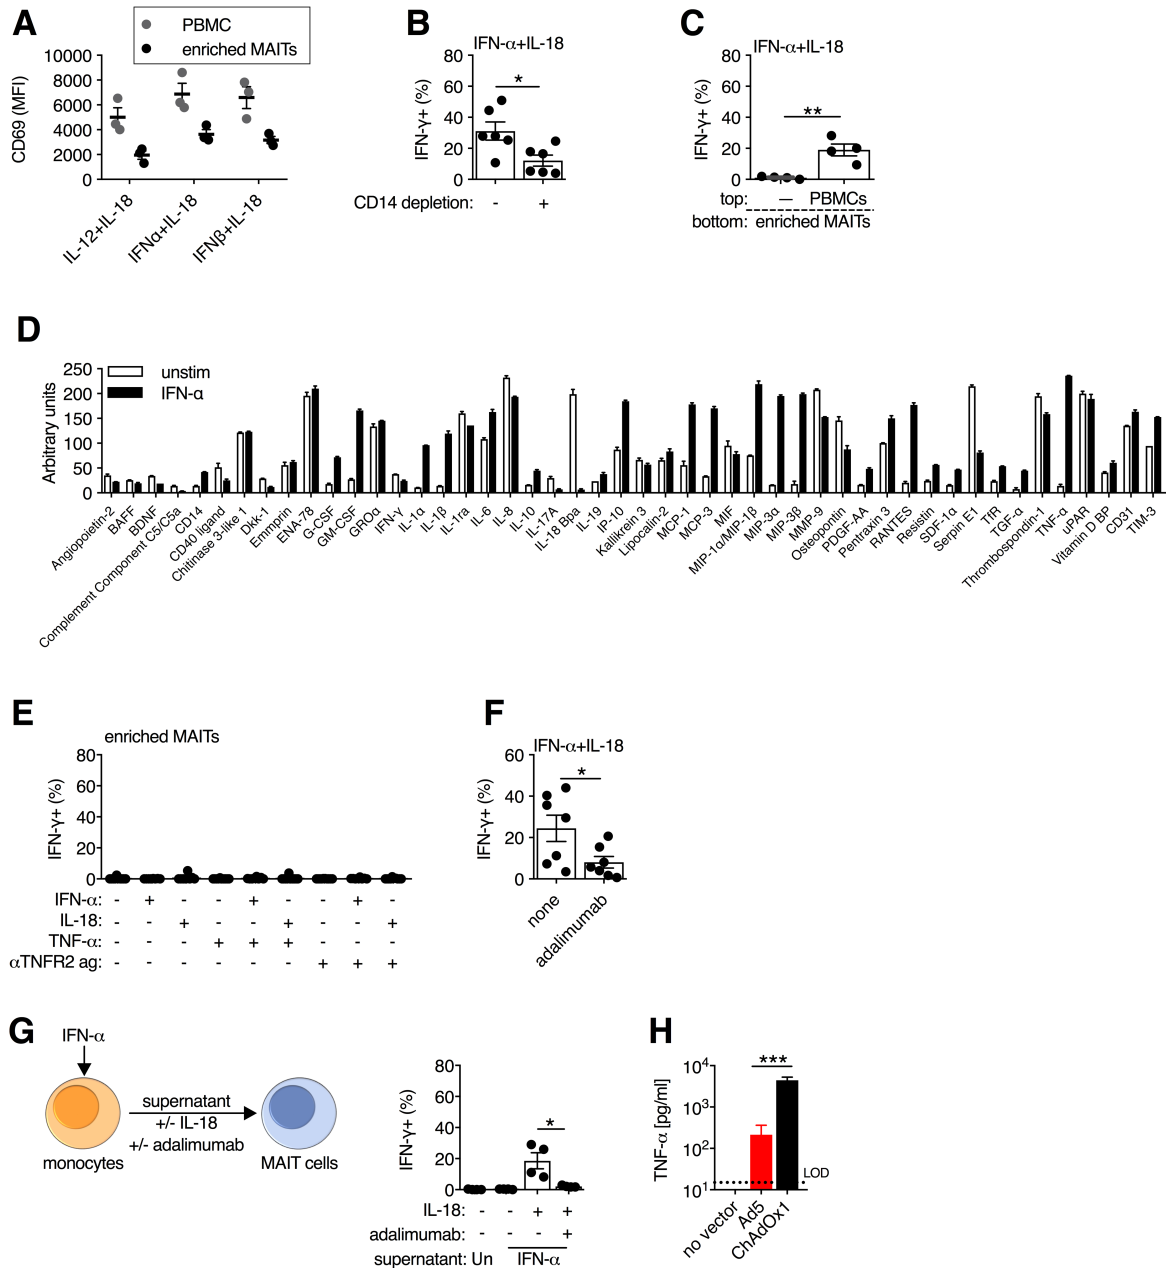 A
PBMC
enriched MAITs
CD69 (MFI)
10000
8000
6000
4000
2000
0
IL-12+IL-18
IFNα+IL-18
IFNβ+IL-18
B
IFN-α+IL-18
IFN-γ+ (%)
80
60
40
20
0
*
CD14 depletion: - +
C
IFN-α+IL-18
IFN-γ+ (%)
80
60
40
20
0
**
top: — PBMCs
bottom: enriched MAITs
D
Arbitrary units
250
200
150
100
50
0
unstim
IFN-α
Angiopoietin-2
BAFF
BDNF
Complement Component C5/C5a
CD14
CD40 ligand
Chitinase 3-like 1
Dkk-1
Emmprin
ENA-78
G-CSF
GM-CSF
GROα
IFN-γ
IL-1α
IL-1β
IL-1ra
IL-6
IL-8
IL-10
IL-17A
IL-18 Bpa
IL-19
IP-10
Kallikrein 3
Lipocalin-2
MCP-1
MCP-3
MIF
MIP-1α/MIP-1β
MIP-3α
MIP-3β
MMP-9
Osteopontin
PDGF-AA
Pentraxin 3
RANTES
Resistin
SDF-1α
Serpin E1
TfR
TGF-α
Thrombospondin-1
TNF-α
uPAR
Vitamin D BP
CD31
TIM-3
E
enriched MAITs
IFN-γ+ (%)
80
60
40
20
0
IFN-α: - + - - + - - + -
IL-18: - - + - - + - - +
TNF-α: - - - + + + - - -
αTNFR2 ag: - - - - - - + + +
F
IFN-α+IL-18
IFN-γ+ (%)
60
40
20
0
*
none
adalimumab
G
IFN-α
supernatant
+/- IL-18
+/- adalimumab
monocytes
MAIT cells
IFN-γ+ (%)
80
60
40
20
0
*
IL-18: - - + +
adalimumab: - - - +
supernatant: Un IFN-α
H
TNF-α [pg/ml]
10⁴
10³
10²
10¹
***
LOD
no vector
Ad5
ChAdOx1